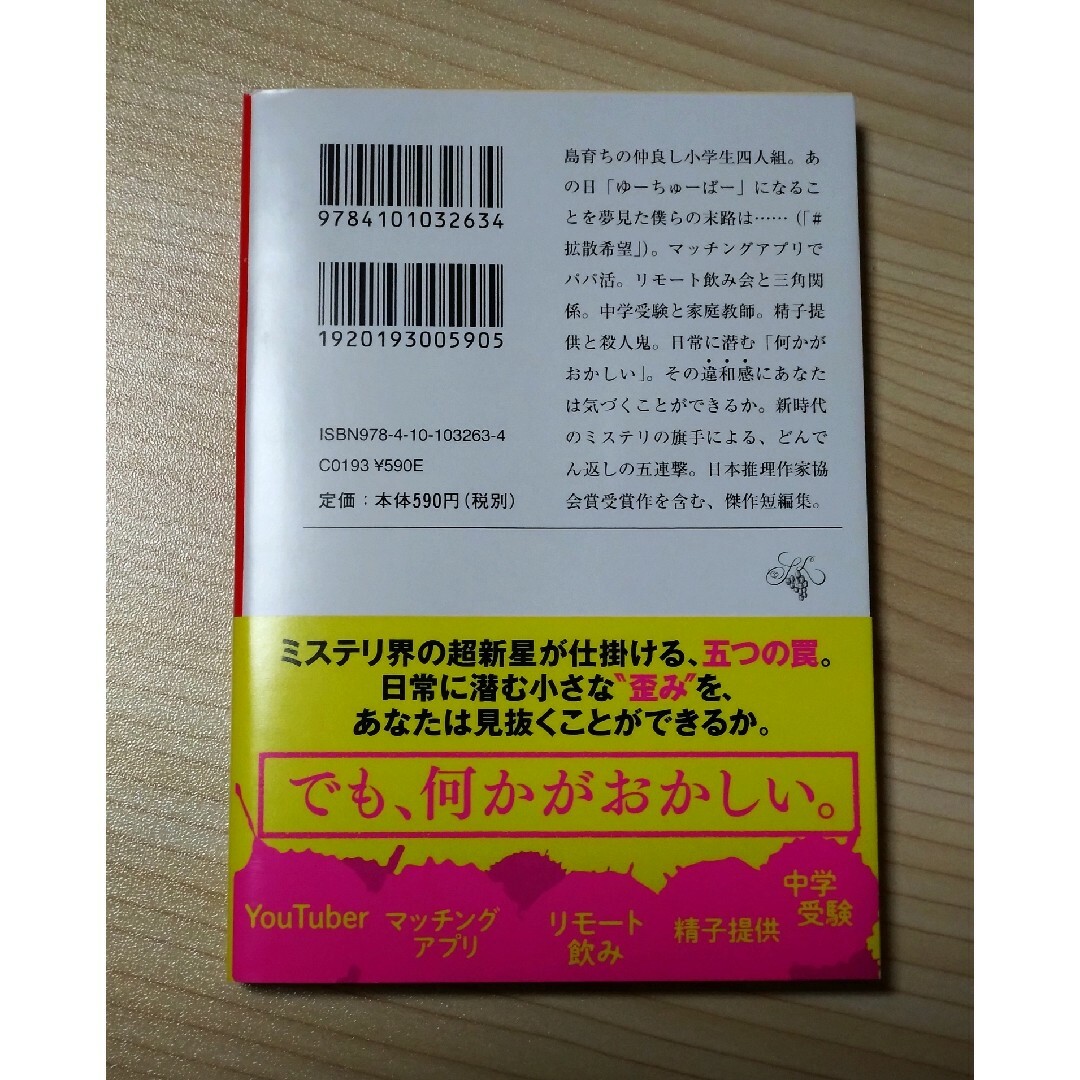 9784101032634
1920193005905
ISBN978-4-10-103263-4
C0193 ¥590E
定価：本体590円（税別）
島育ちの仲良し小学生四人組。あ
の日「ゆーちゅーばー」になるこ
とを夢見た僕らの末路は……（「#
拡散希望」）。マッチングアプリで
パパ活。リモート飲み会と三角関
係。中学受験と家庭教師。精子提
供と殺人鬼。日常に潜む「何かが
おかしい」。その違和感にあなた
は気づくことができるか。新時代
のミステリの旗手による、どんで
ん返しの五連撃。日本推理作家協
会賞受賞作を含む、傑作短編集。
ミステリ界の超新星が仕掛ける、五つの罠。
日常に潜む小さな〝歪み〟を、
あなたは見抜くことができるか。
でも、何かがおかしい。
YouTuber
マッチング
アプリ
リモート
飲み
精子提供
中学
受験